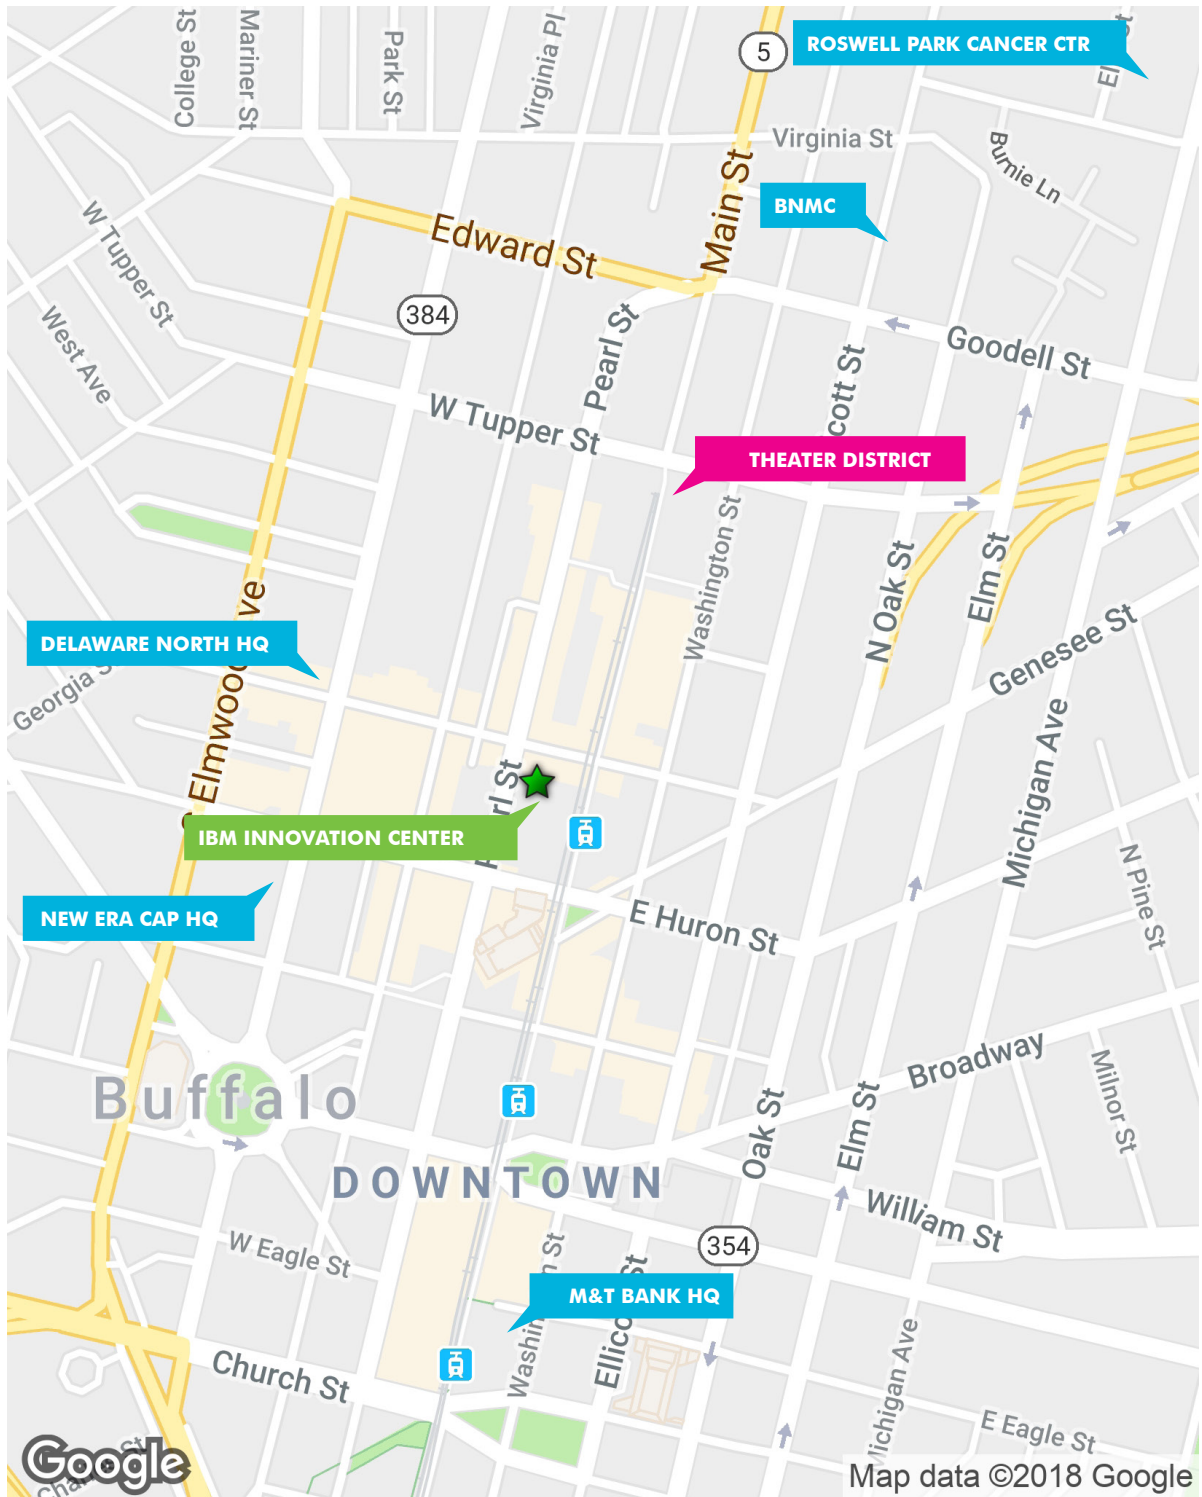 College St
Mariner St
Park St
Virginia Pl
5
ROSWELL PARK CANCER CTR
Virginia St
Burnie Ln
Main St
BNMC
W Tupper St
Edward St
384
West Ave
Pearl St
Goodell St
W Tupper St
THEATER DISTRICT
Washington St
N Oak St
Elm St
Genesee St
DELAWARE NORTH HQ
Georgia
Elmwood
Michigan Ave
IBM INNOVATION CENTER
N Pine St
NEW ERA CAP HQ
E Huron St
Broadway
Milnor St
Buffalo
Oak St
Elm St
DOWNTOWN
William St
W Eagle St
354
M&T BANK HQ
Church St
Michigan Ave
E Eagle St
Google
Map data ©2018 Google